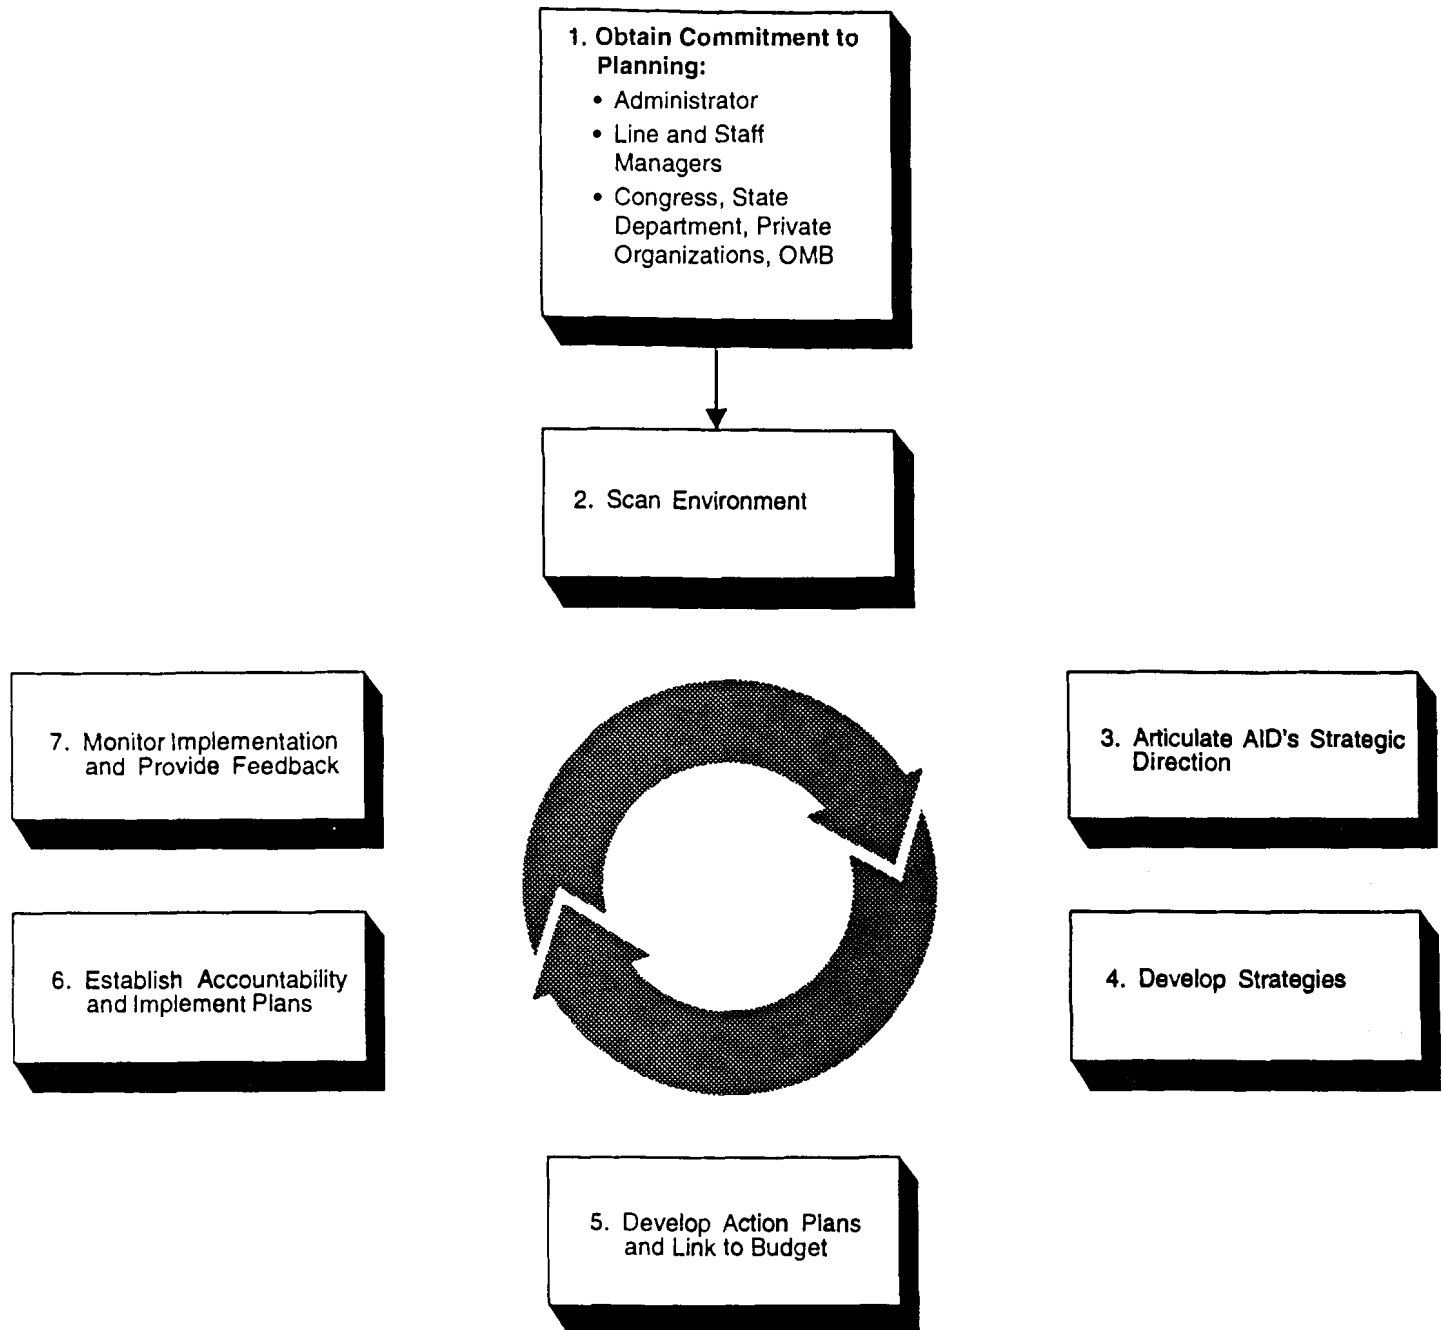 1. Obtain Commitment to
Planning:
• Administrator
• Line and Staff
Managers
• Congress, State
Department, Private
Organizations, OMB
2. Scan Environment
3. Articulate AID's Strategic
Direction
4. Develop Strategies
5. Develop Action Plans
and Link to Budget
6. Establish Accountability
and Implement Plans
7. Monitor Implementation
and Provide Feedback